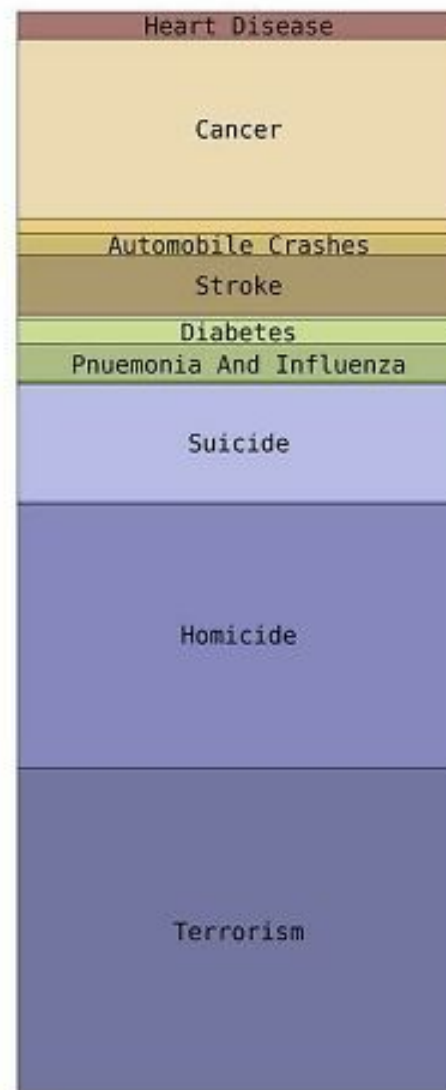 Heart Disease
Cancer
Automobile Crashes
Stroke
Diabetes
Pnuemonia And Influenza
Suicide
Homicide
Terrorism